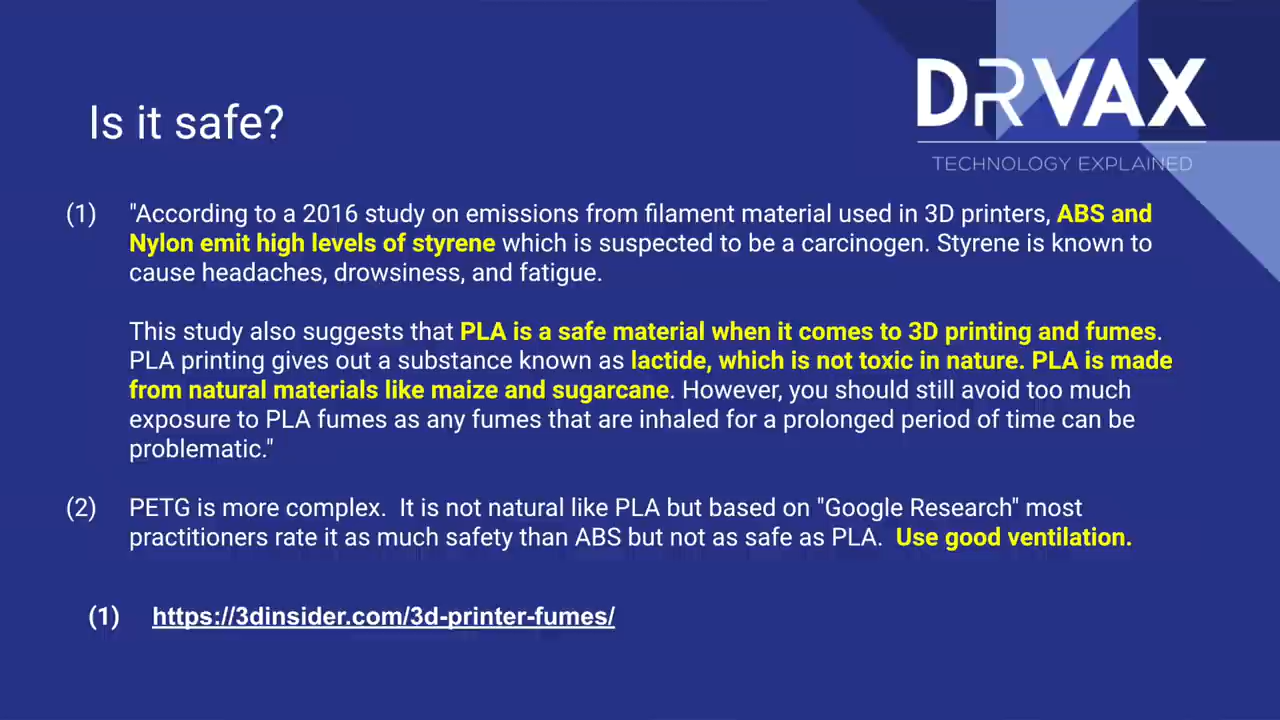 DRVAX
TECHNOLOGY EXPLAINED
Is it safe?
(1) "According to a 2016 study on emissions from filament material used in 3D printers, ABS and
Nylon emit high levels of styrene which is suspected to be a carcinogen. Styrene is known to
cause headaches, drowsiness, and fatigue.
This study also suggests that PLA is a safe material when it comes to 3D printing and fumes.
PLA printing gives out a substance known as lactide, which is not toxic in nature. PLA is made
from natural materials like maize and sugarcane. However, you should still avoid too much
exposure to PLA fumes as any fumes that are inhaled for a prolonged period of time can be
problematic."
(2) PETG is more complex. It is not natural like PLA but based on "Google Research" most
practitioners rate it as much safety than ABS but not as safe as PLA. Use good ventilation.
(1) https://3dinsider.com/3d-printer-fumes/